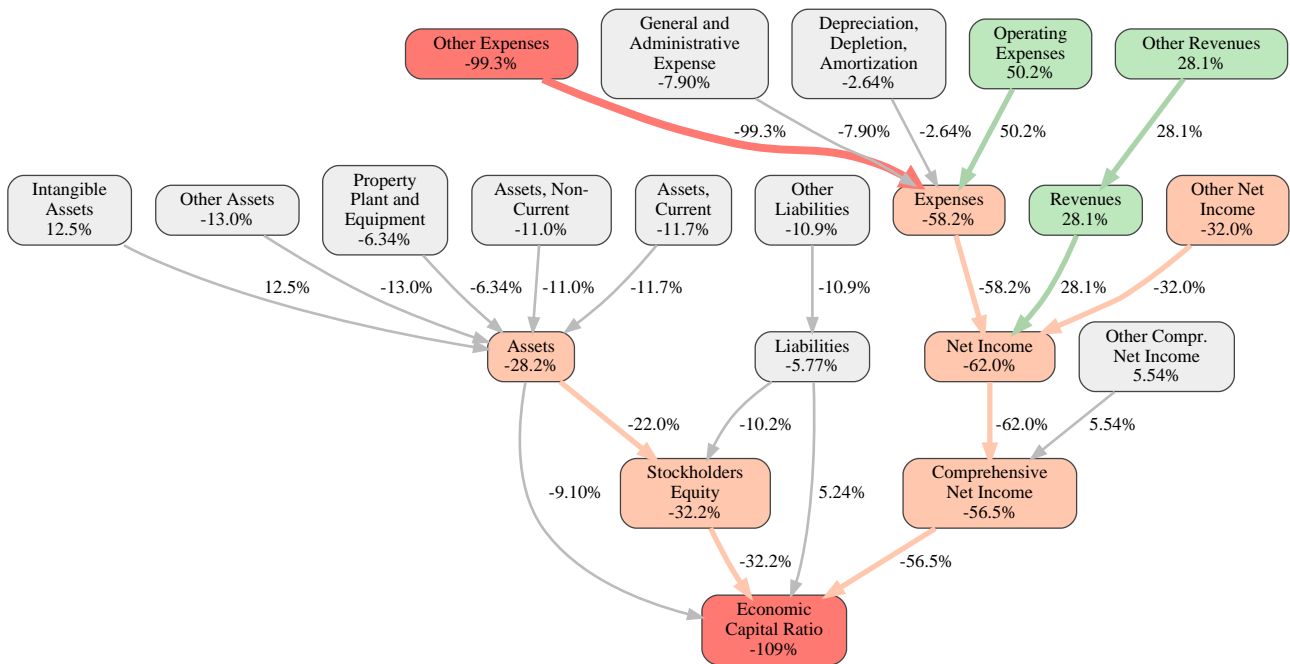 General and
Administrative
Expense
-7.90%
Depreciation,
Depletion,
Amortization
-2.64%
Operating
Expenses
50.2%
Other Expenses
-99.3%
Other Revenues
28.1%
-99.3%
-7.90%
-2.64%
50.2%
28.1%
Intangible
Assets
12.5%
Other Assets
-13.0%
Property
Plant and
Equipment
-6.34%
Assets, Non-
Current
-11.0%
Assets,
Current
-11.7%
Other
Liabilities
-10.9%
Expenses
-58.2%
Revenues
28.1%
Other Net
Income
-32.0%
12.5%
-13.0%
-6.34%
-11.0%
-11.7%
-10.9%
-58.2%
28.1%
-32.0%
Assets
-28.2%
Liabilities
-5.77%
Net Income
-62.0%
Other Compr.
Net Income
5.54%
-22.0%
-10.2%
-62.0%
5.54%
-9.10%
Stockholders
Equity
-32.2%
5.24%
Comprehensive
Net Income
-56.5%
-32.2%
-56.5%
Economic
Capital Ratio
-109%